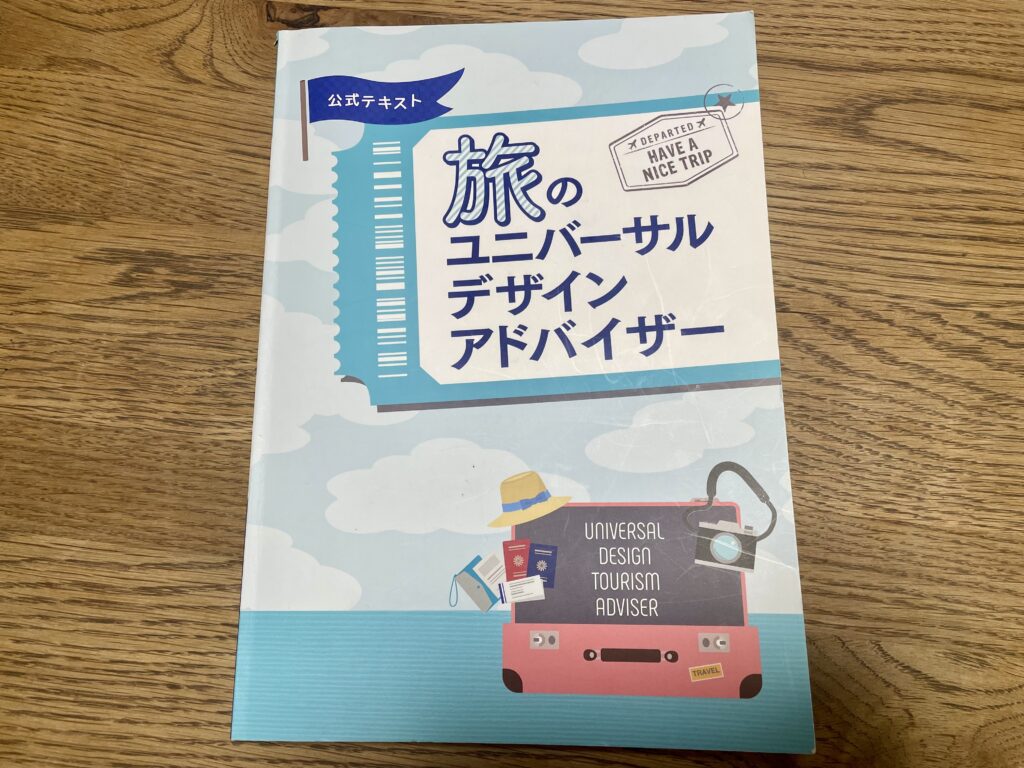 公式テキスト
DEPARTED
HAVE A
NICE TRIP
旅の
ユニバーサル
デザイン
アドバイザー
UNIVERSAL
DESIGN
TOURISM
ADVISER
TRAVEL